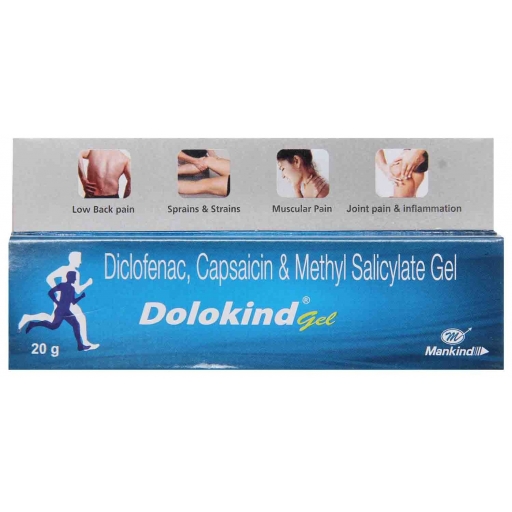 Low Back pain
Sprains & Strains
Muscular Pain
Joint pain & inflammation
Diclofenac, Capsaicin & Methyl Salicylate Gel
Dolokind® Gel
20 g
M
Mankind